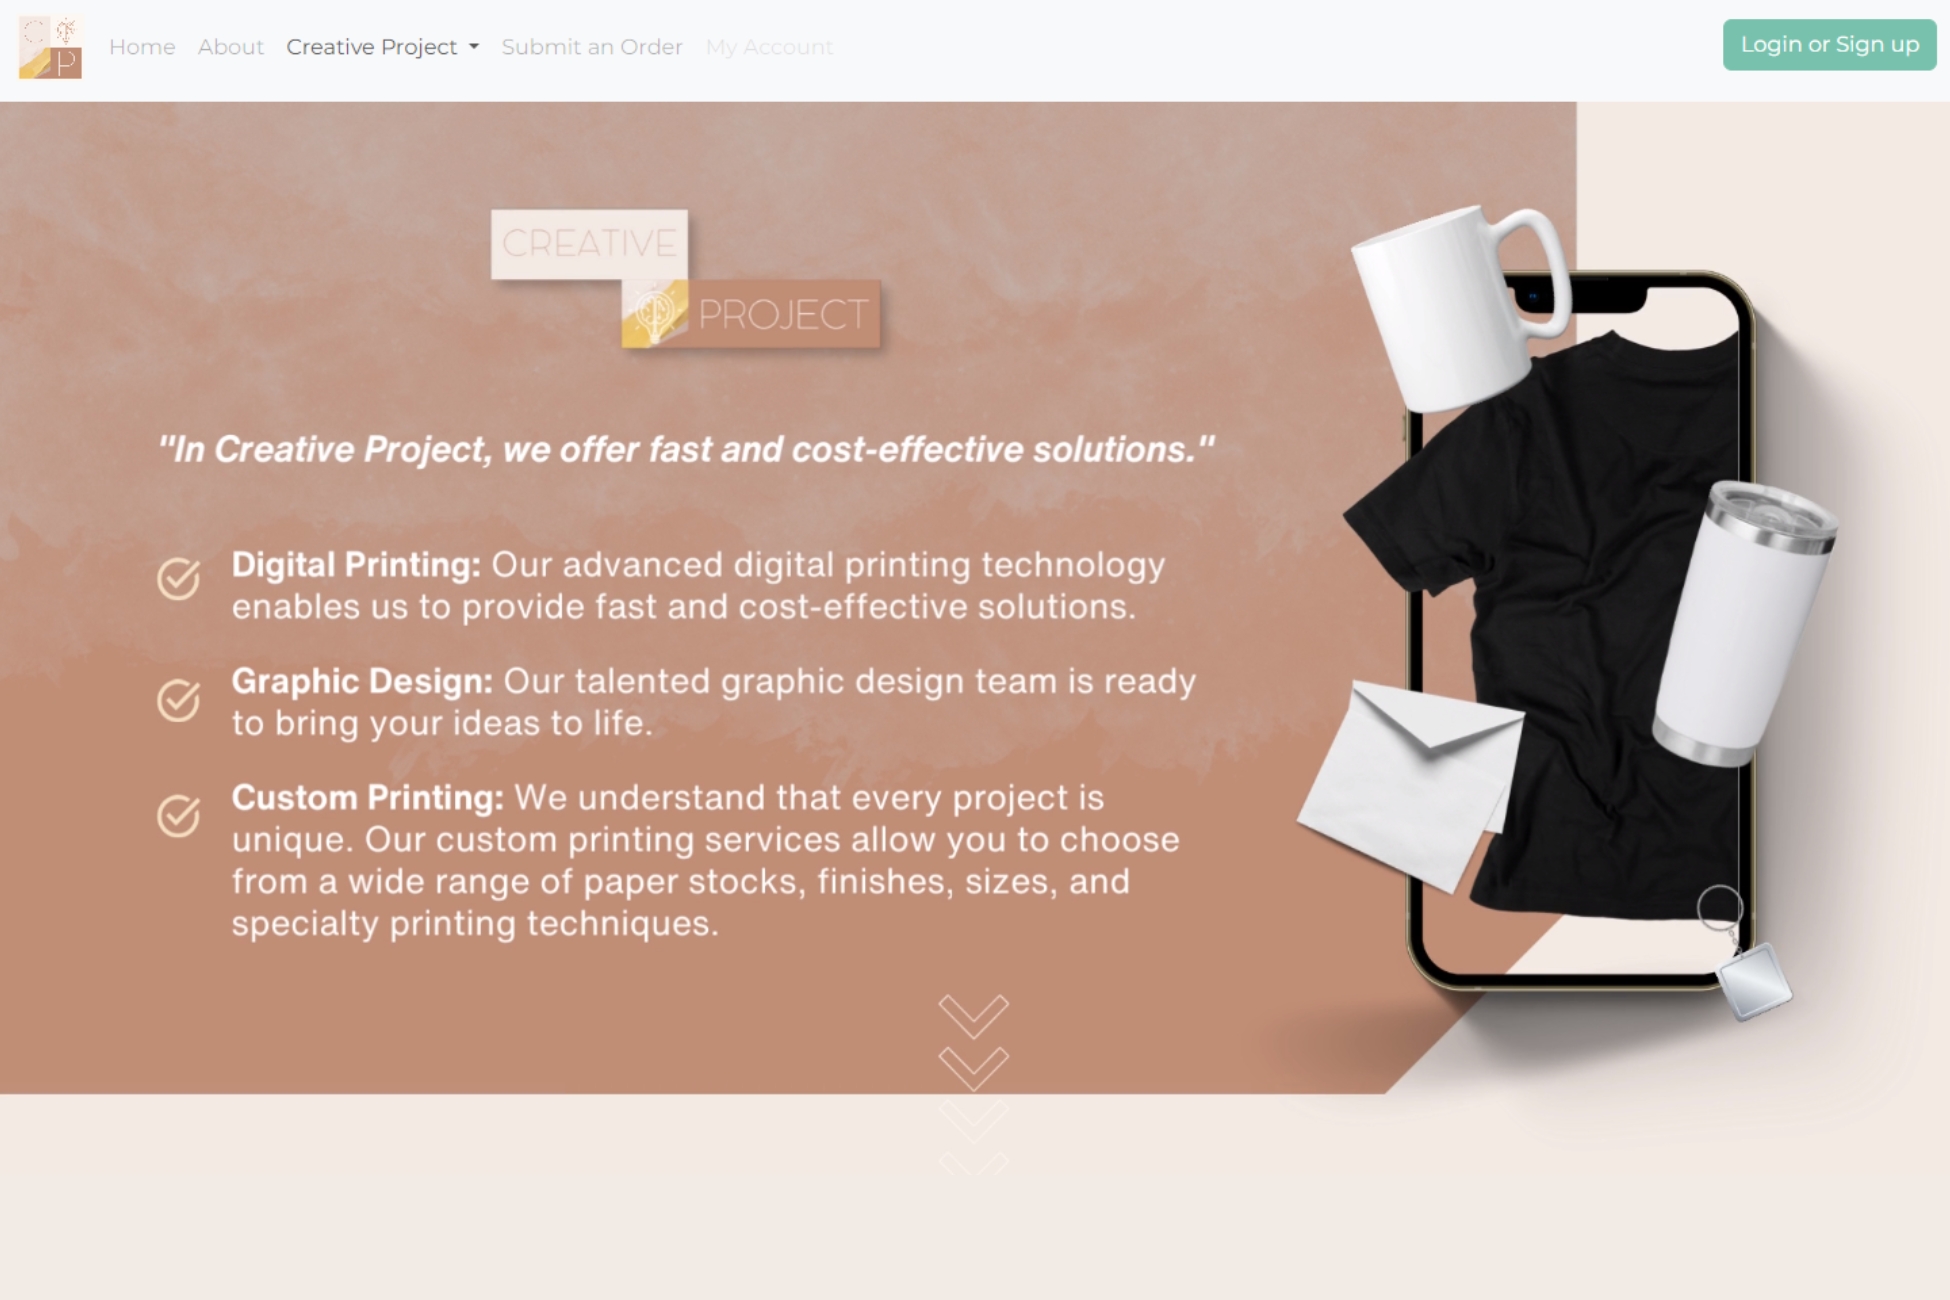 C
P
Home About Creative Project Submit an Order My Account Login or Sign up
CREATIVE
PROJECT
"In Creative Project, we offer fast and cost-effective solutions."
Digital Printing: Our advanced digital printing technology
enables us to provide fast and cost-effective solutions.
Graphic Design: Our talented graphic design team is ready
to bring your ideas to life.
Custom Printing: We understand that every project is
unique. Our custom printing services allow you to choose
from a wide range of paper stocks, finishes, sizes, and
specialty printing techniques.